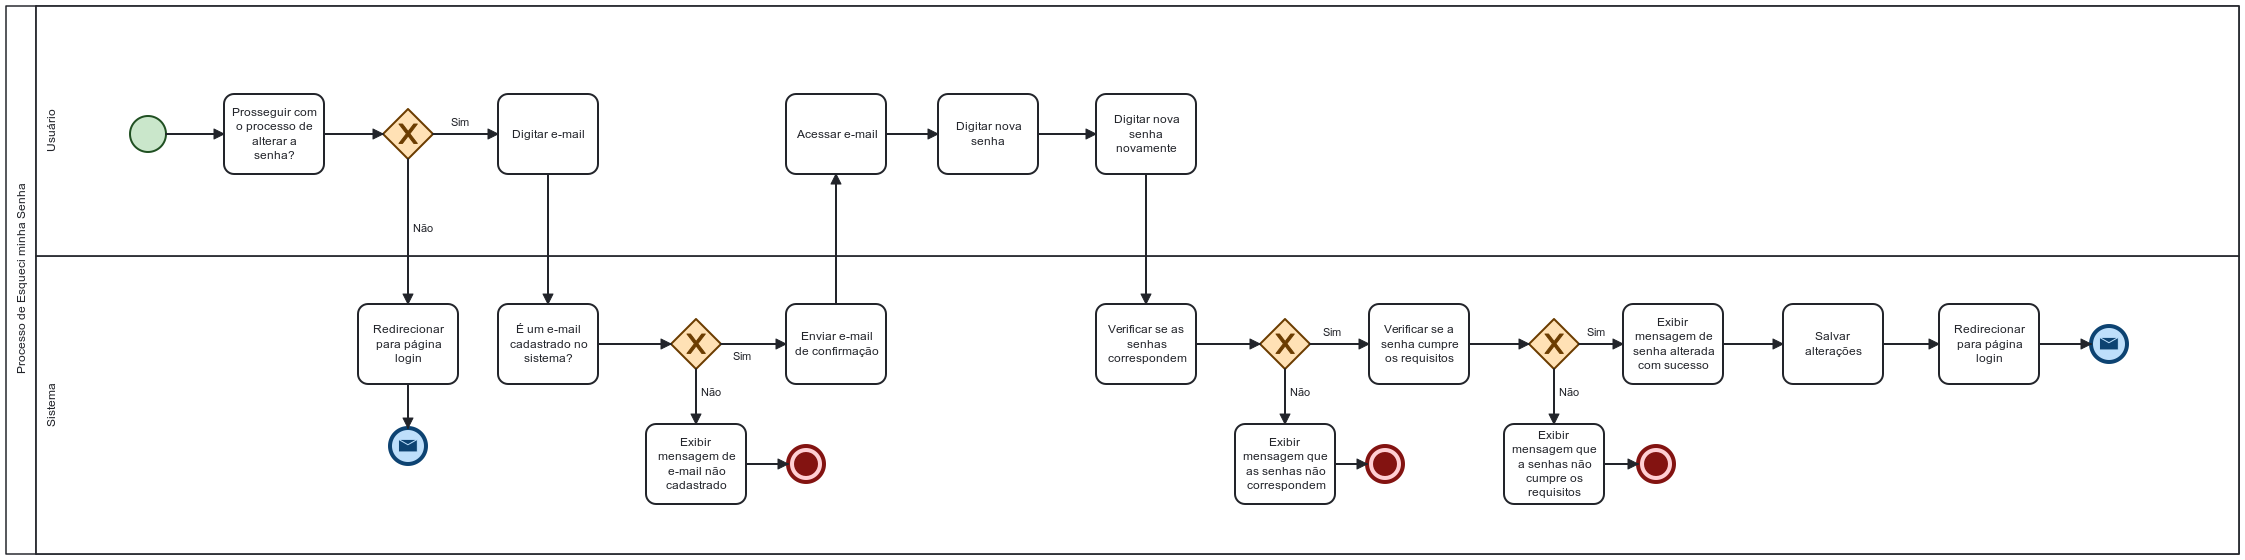 Processo de Esqueci minha Senha
Usuário
Prosseguir com
o processo de
alterar a
senha?
Sim
Não
Digitar e-mail
Acessar e-mail
Digitar nova
senha
Digitar nova
senha
novamente
Sistema
Redirecionar
para página
login
É um e-mail
cadastrado no
sistema?
Sim
Não
Enviar e-mail
de confirmação
Exibir
mensagem de
e-mail não
cadastrado
Verificar se as
senhas
correspondem
Sim
Não
Exibir
mensagem que
as senhas não
correspondem
Verificar se a
senha cumpre
os requisitos
Sim
Não
Exibir
mensagem que
a senhas não
cumpre os
requisitos
Exibir
mensagem de
senha alterada
com sucesso
Salvar
alterações
Redirecionar
para página
login